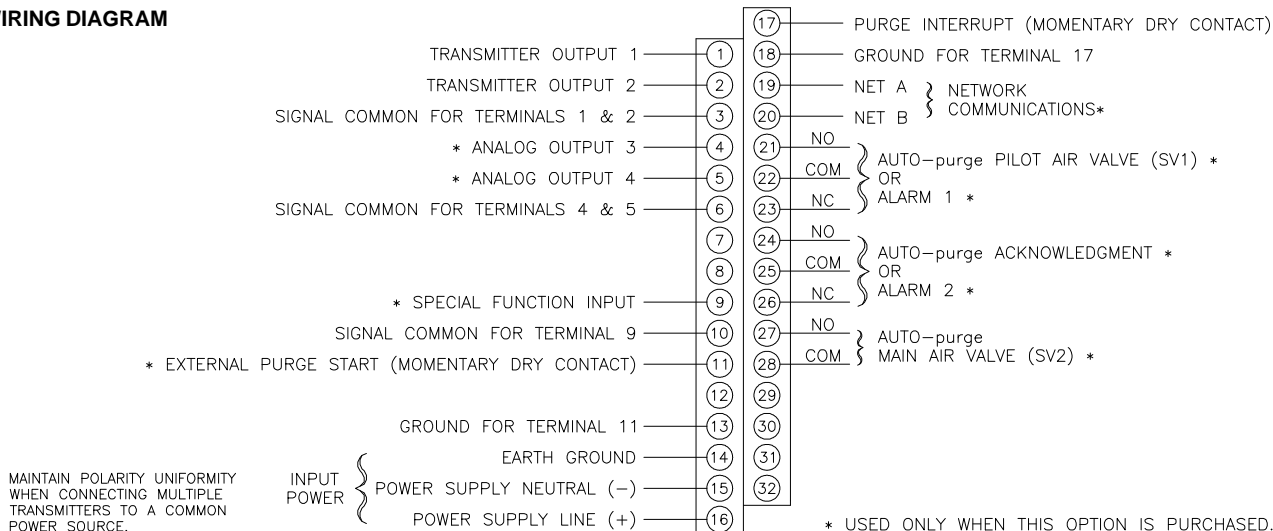 WIRING DIAGRAM
TRANSMITTER OUTPUT 1 1
TRANSMITTER OUTPUT 2 2
SIGNAL COMMON FOR TERMINALS 1 & 2 3
* ANALOG OUTPUT 3 4
* ANALOG OUTPUT 4 5
SIGNAL COMMON FOR TERMINALS 4 & 5 6
7
8
* SPECIAL FUNCTION INPUT 9
SIGNAL COMMON FOR TERMINAL 9 10
* EXTERNAL PURGE START (MOMENTARY DRY CONTACT) 11
12
GROUND FOR TERMINAL 11 13
INPUT
POWER
EARTH GROUND 14
POWER SUPPLY NEUTRAL (-) 15
POWER SUPPLY LINE (+) 16
MAINTAIN POLARITY UNIFORMITY
WHEN CONNECTING MULTIPLE
TRANSMITTERS TO A COMMON
POWER SOURCE.
17 PURGE INTERRUPT (MOMENTARY DRY CONTACT)
18 GROUND FOR TERMINAL 17
19 NET A
20 NET B
NETWORK
COMMUNICATIONS*
21 NO
22 COM
23 NC
AUTO-purge PILOT AIR VALVE (SV1) *
OR
ALARM 1 *
24 NO
25 COM
26 NC
AUTO-purge ACKNOWLEDGMENT *
OR
ALARM 2 *
27 NO
28 COM
AUTO-purge
MAIN AIR VALVE (SV2) *
29
30
31
32
* USED ONLY WHEN THIS OPTION IS PURCHASED.